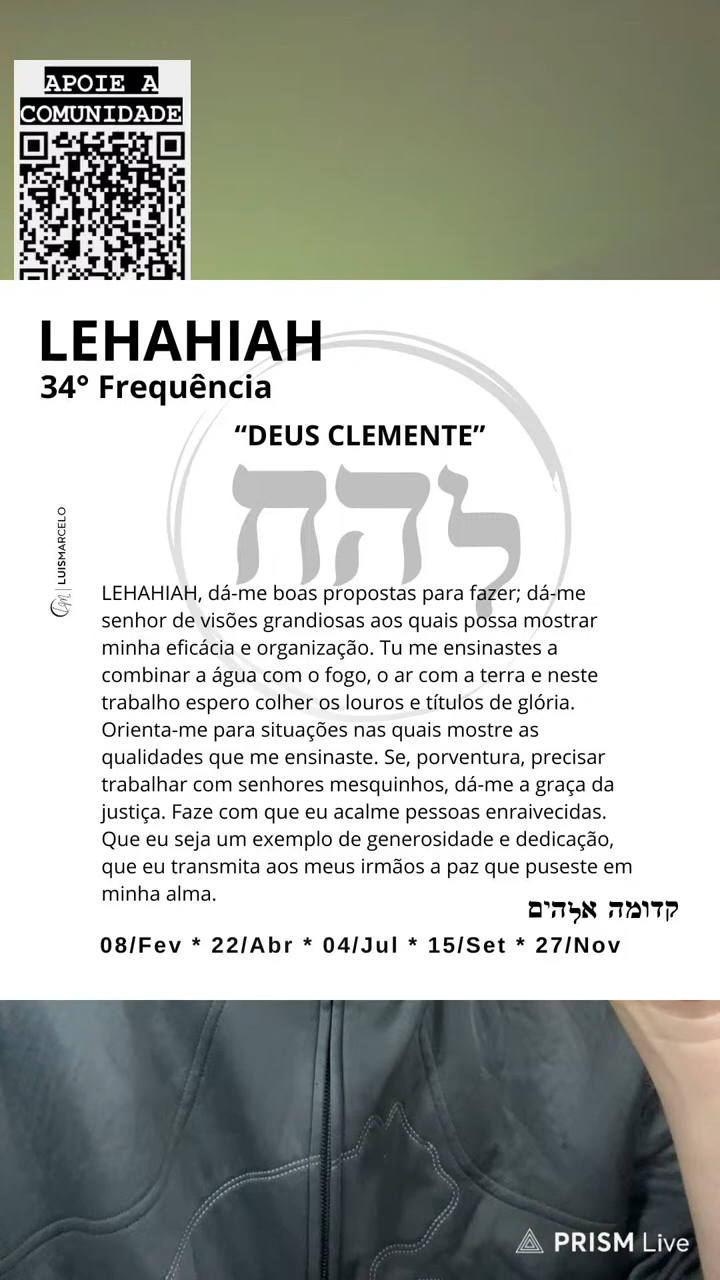 APOIE A
COMUNIDADE
LEHAHIAH
34° Frequência
“DEUS CLEMENTE”
להח
LUISMARCELO
LEHAHIAH, dá-me boas propostas para fazer; dá-me
senhor de visões grandiosas aos quais possa mostrar
minha eficácia e organização. Tu me ensinastes a
combinar a água com o fogo, o ar com a terra e neste
trabalho espero colher os louros e títulos de glória.
Orienta-me para situações nas quais mostre as
qualidades que me ensinaste. Se, porventura, precisar
trabalhar com senhores mesquinhos, dá-me a graça da
justiça. Faze com que eu acalme pessoas enraivecidas.
Que eu seja um exemplo de generosidade e dedicação,
que eu transmita aos meus irmãos a paz que puseste em
minha alma.
קדומה אלהים
08/Fev * 22/Abr * 04/Jul * 15/Set * 27/Nov
PRISM Live